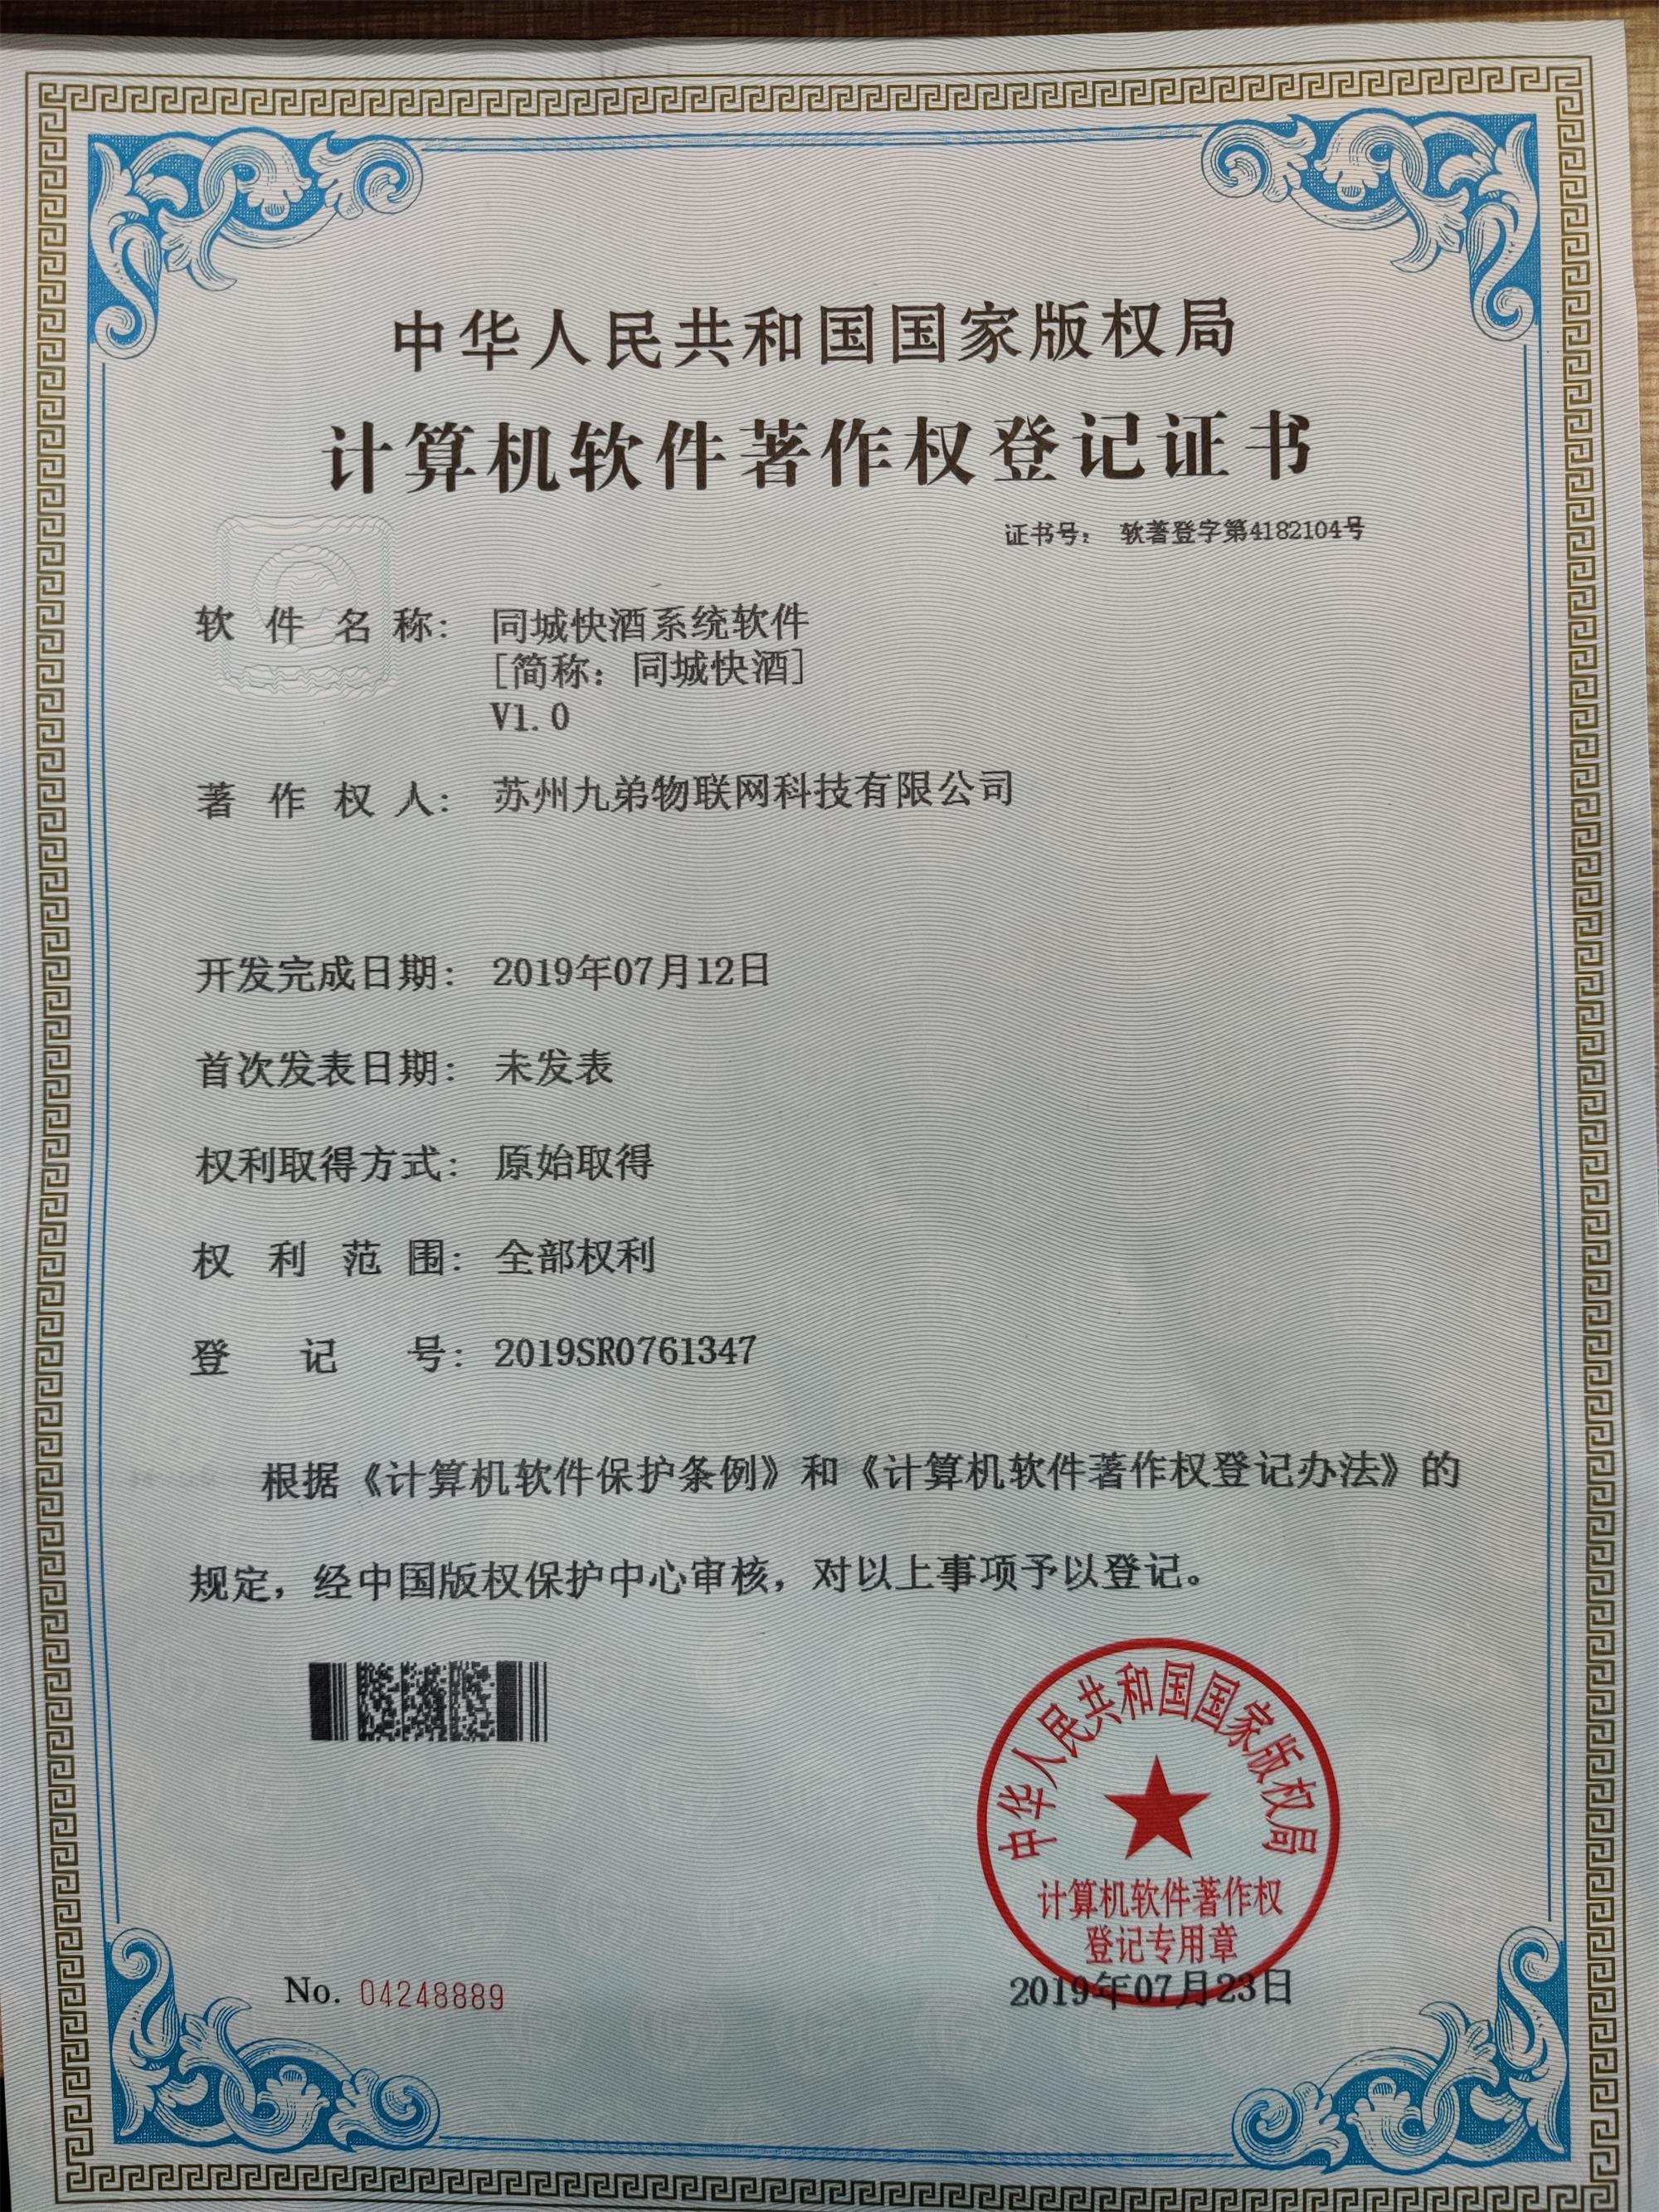 中华人民共和国国家版权局
计算机软件著作权登记证书
证书号： 软著登字第4182104号
软件名称： 同城快酒系统软件
[简称：同城快酒]
V1.0
著作权人： 苏州九弟物联网科技有限公司
开发完成日期： 2019年07月12日
首次发表日期： 未发表
权利取得方式： 原始取得
权利范围： 全部权利
登记号： 2019SR0761347
根据《计算机软件保护条例》和《计算机软件著作权登记办法》的
规定，经中国版权保护中心审核，对以上事项予以登记。
中华人民共和国国家版权局
计算机软件著作权
登记专用章
No. 04248889
2019年07月23日